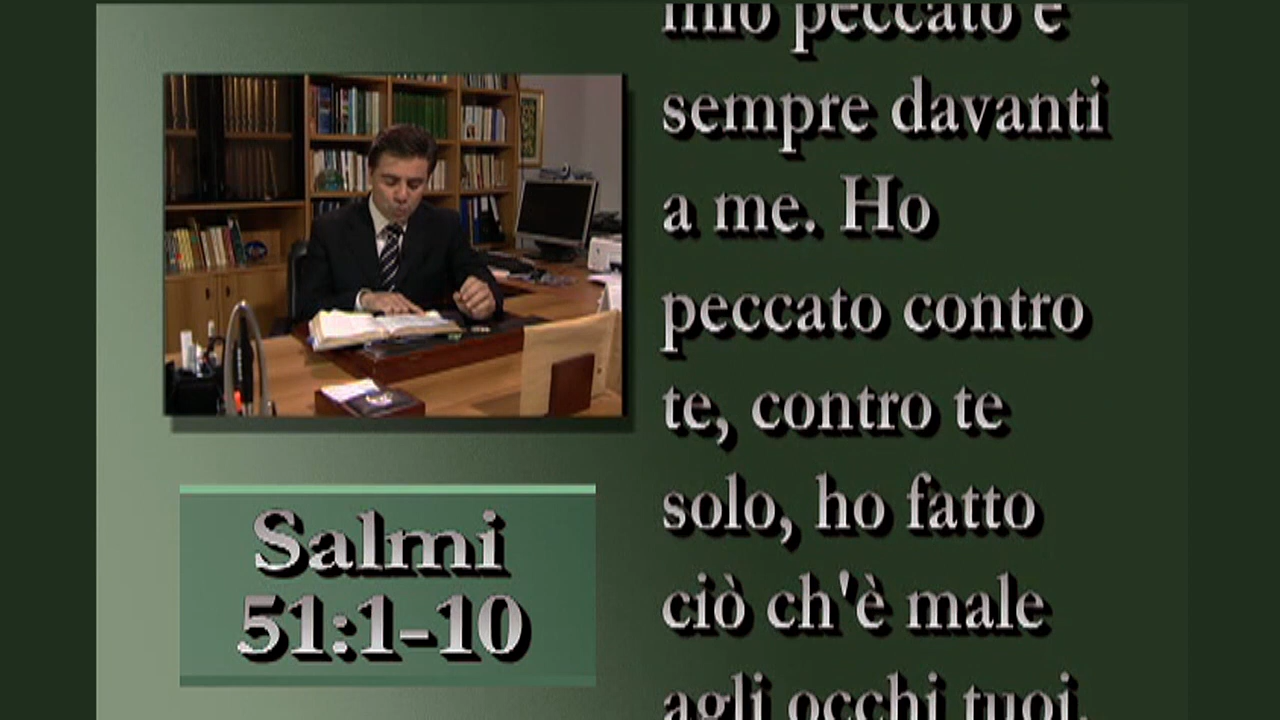 mio peccato è
sempre davanti
a me. Ho
peccato contro
te, contro te
solo, ho fatto
ciò ch'è male
agli occhi tuoi.
Salmi
51:1-10